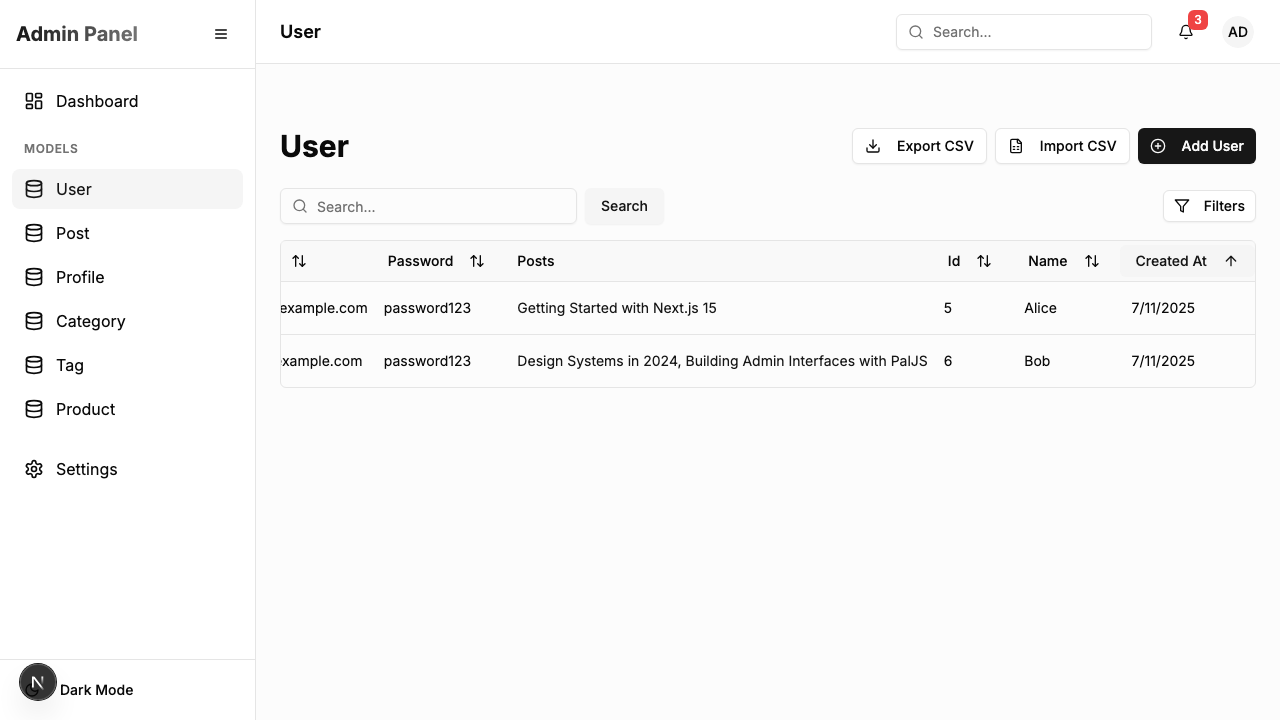 Admin Panel
User
Search...
3
AD
Dashboard
MODELS
User
Post
Profile
Category
Tag
Product
Settings
N
Dark Mode
User
Export CSV
Import CSV
Add User
Search...
Search
Filters
Password
Posts
Id
Name
Created At
example.com password123 Getting Started with Next.js 15 5 Alice 7/11/2025
example.com password123 Design Systems in 2024, Building Admin Interfaces with PalJS 6 Bob 7/11/2025